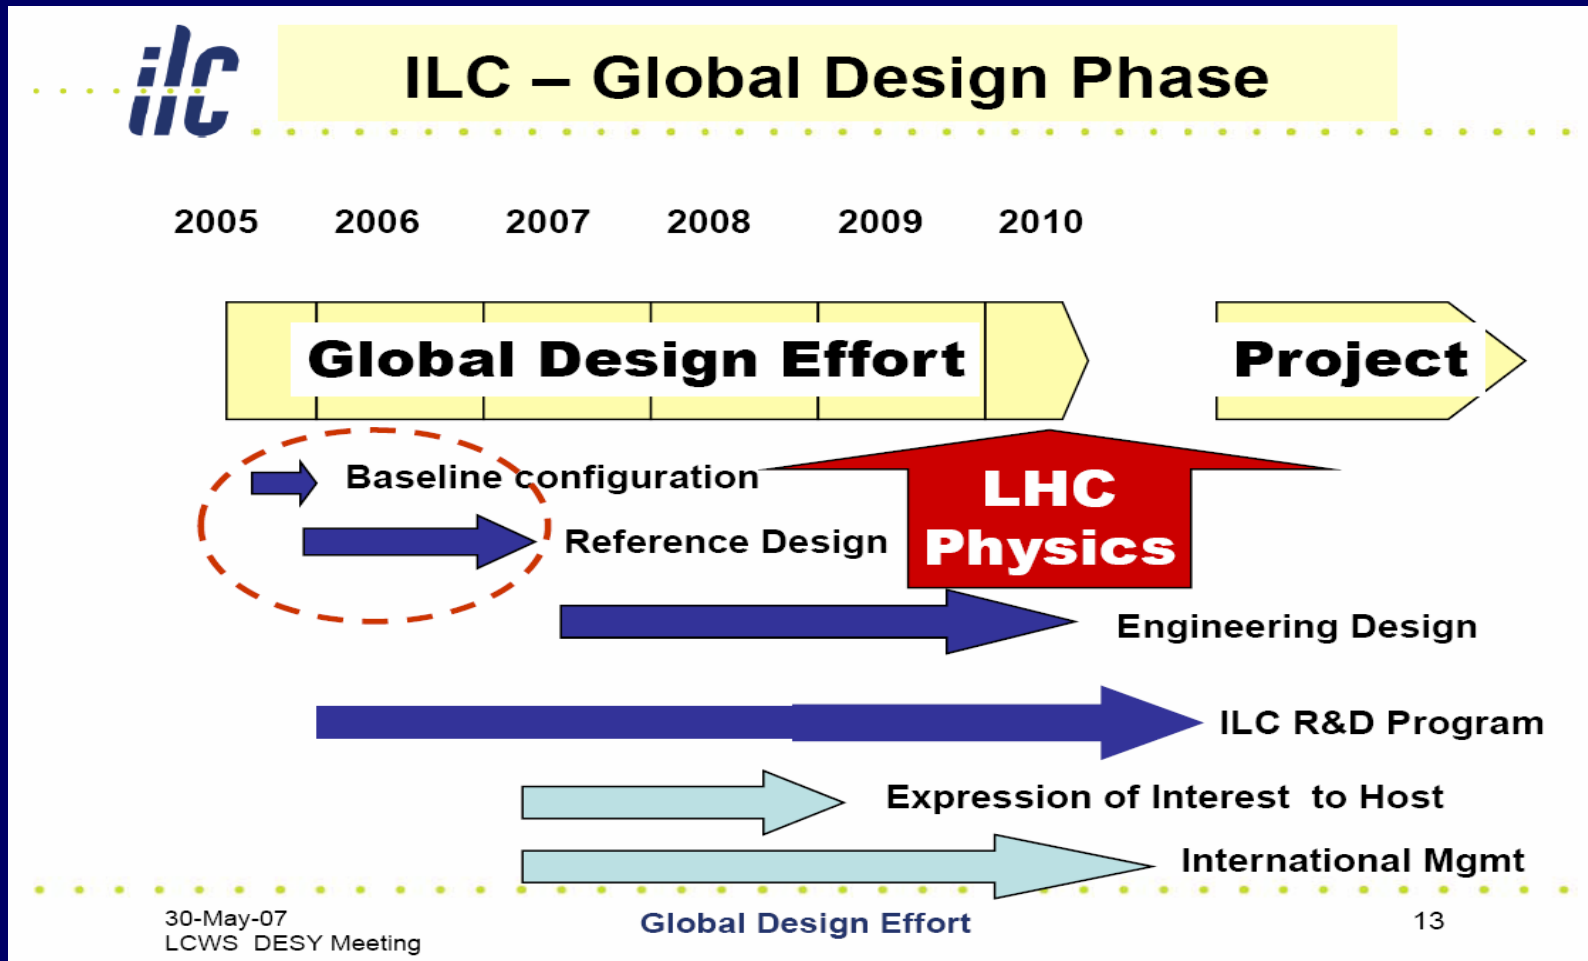 ilc
ILC – Global Design Phase
2005 2006 2007 2008 2009 2010
Global Design Effort
Project
Baseline configuration
LHC
Physics
Reference Design
Engineering Design
ILC R&D Program
Expression of Interest to Host
International Mgmt
30-May-07
LCWS DESY Meeting
Global Design Effort
13